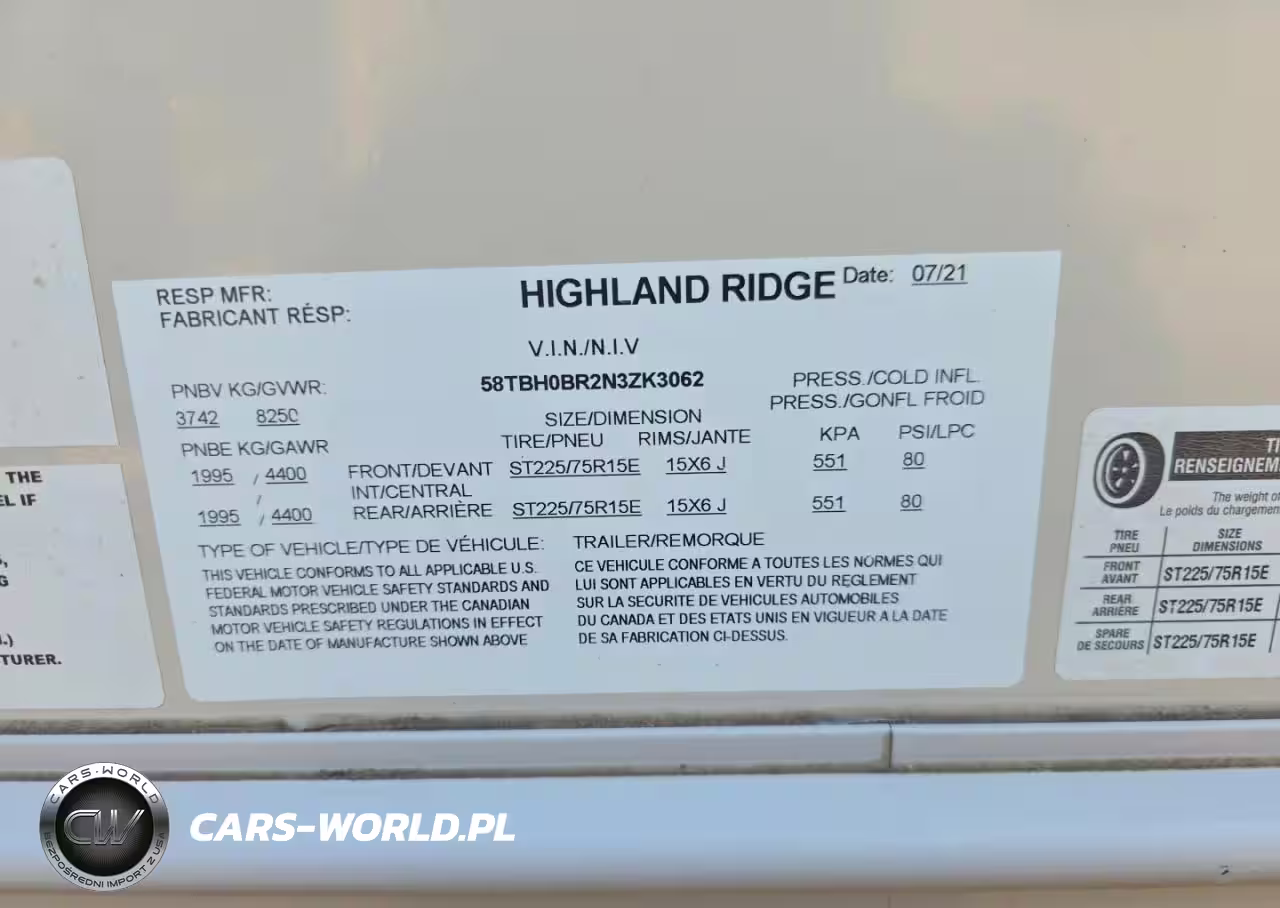 RESP MFR:
FABRICANT RÉSP:
HIGHLAND RIDGE
Date: 07/21
V.I.N./N.I.V
58TBH0BR2N3ZK3062
PNBV KG/GVWR:
3742 8250
PRESS./COLD INFL.
PRESS./GONFL FROID
SIZE/DIMENSION
PNBE KG/GAWR
TIRE/PNEU RIMS/JANTE KPA PSI/LPC
1995 / 4400 FRONT/DEVANT ST225/75R15E 15X6 J 551 80
/ INT/CENTRAL
1995 / 4400 REAR/ARRIÈRE ST225/75R15E 15X6 J 551 80
TYPE OF VEHICLE/TYPE DE VÉHICULE: TRAILER/REMORQUE
THIS VEHICLE CONFORMS TO ALL APPLICABLE U.S.
FEDERAL MOTOR VEHICLE SAFETY STANDARDS AND
STANDARDS PRESCRIBED UNDER THE CANADIAN
MOTOR VEHICLE SAFETY REGULATIONS IN EFFECT
ON THE DATE OF MANUFACTURE SHOWN ABOVE
CE VEHICULE CONFORME A TOUTES LES NORMES QUI
LUI SONT APPLICABLES EN VERTU DU REGLEMENT
SUR LA SECURITE DE VEHICULES AUTOMOBILES
DU CANADA ET DES ETATS UNIS EN VIGUEUR A LA DATE
DE SA FABRICATION CI-DESSUS.
THE
EL IF
G
.)
TURER.
TI
RENSEIGNEM
The weight of
Le poids du chargemen
TIRE SIZE
PNEU DIMENSIONS
FRONT
AVANT ST225/75R15E
REAR
ARRIÈRE ST225/75R15E
SPARE
DE SECOURS ST225/75R15E
CARS-WORLD
CW
BEZPOŚREDNI IMPORT Z USA
CARS-WORLD.PL